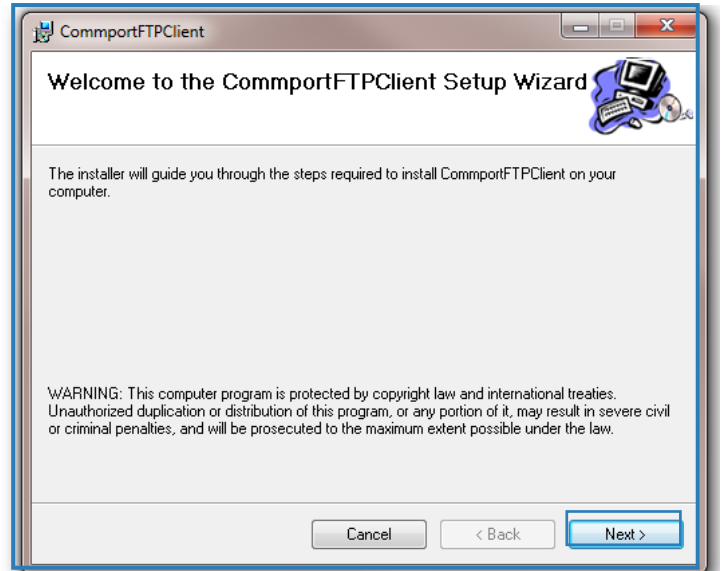 CommportFTPClient
Welcome to the CommportFTPClient Setup Wizard
The installer will guide you through the steps required to install CommportFTPClient on your
computer.
WARNING: This computer program is protected by copyright law and international treaties.
Unauthorized duplication or distribution of this program, or any portion of it, may result in severe civil
or criminal penalties, and will be prosecuted to the maximum extent possible under the law.
Cancel
< Back
Next >